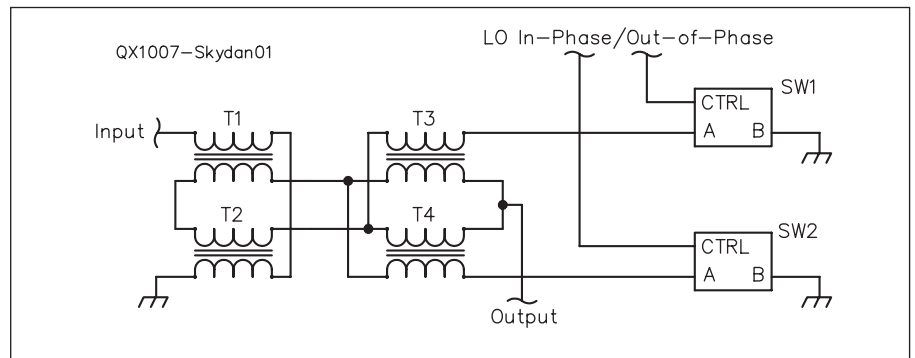 LO In-Phase/Out-of-Phase
QX1007-Skydan01
SW1
T1
T3
CTRL
Input
A
B
T2
T4
SW2
CTRL
A
B
Output